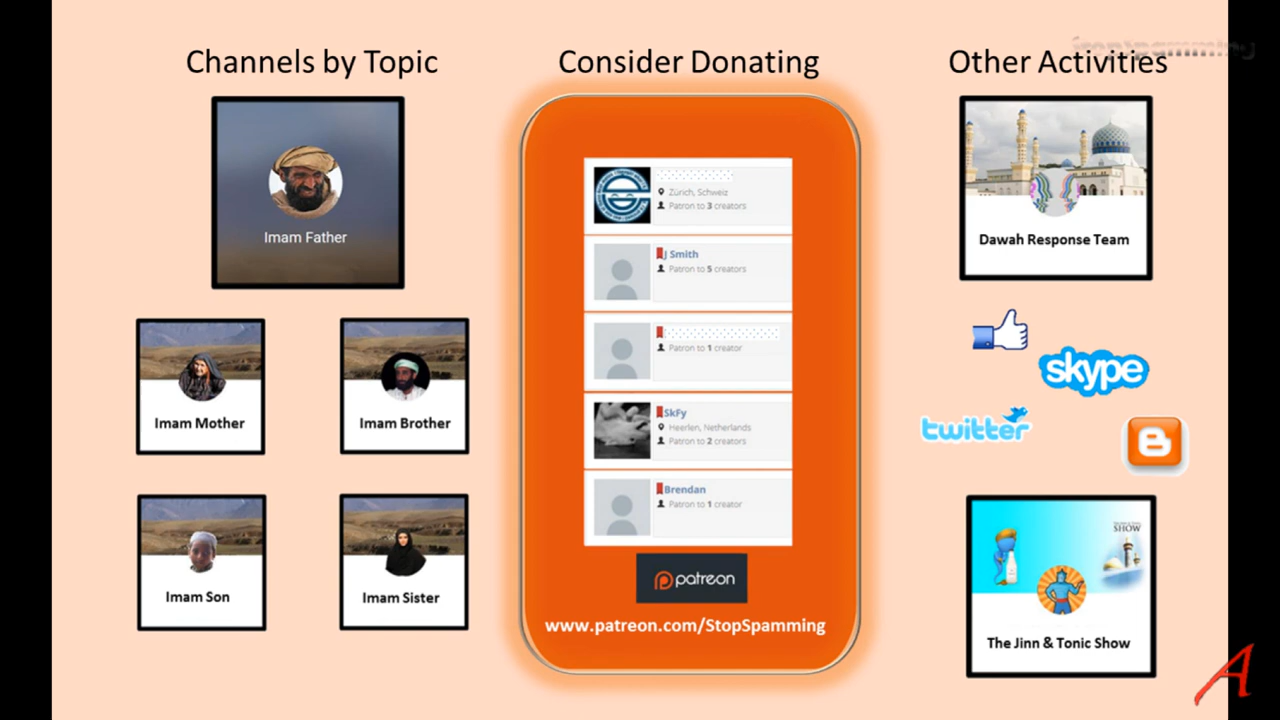 Channels by Topic
Imam Father
Imam Mother
Imam Brother
Imam Son
Imam Sister
Consider Donating
Zürich, Schweiz
Patron to 3 creators
J Smith
Patron to 5 creators
Patron to 1 creator
SkFy
Heerlen, Netherlands
Patron to 2 creators
Brendan
Patron to 1 creator
patreon
www.patreon.com/StopSpamming
StopSpamming
Other Activities
Dawah Response Team
skype
twitter
SHOW
The Jinn & Tonic Show
A